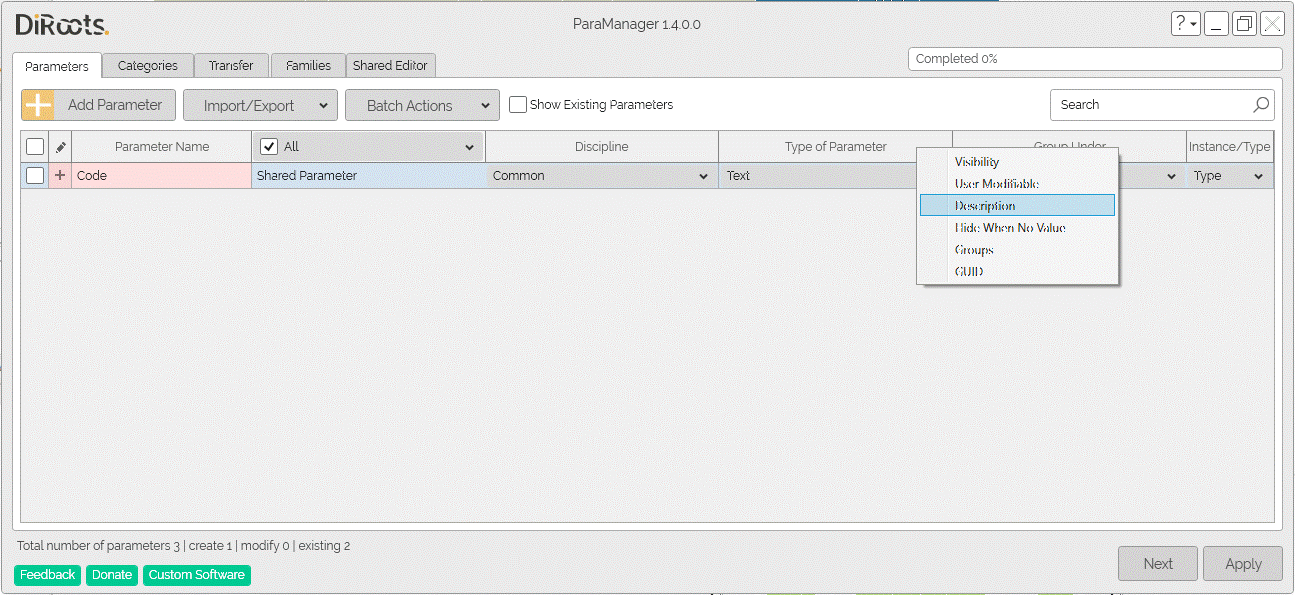 DiRoots.
ParaManager 1.4.0.0
?
Parameters Categories Transfer Families Shared Editor
Completed 0%
Add Parameter Import/Export Batch Actions Show Existing Parameters Search
Parameter Name All Discipline Type of Parameter Group Under Instance/Type
Code Shared Parameter Common Text Type
Visibility
User Modifiable
Description
Hide When No Value
Groups
GUID
Total number of parameters 3 | create 1 | modify 0 | existing 2
Feedback Donate Custom Software
Next Apply